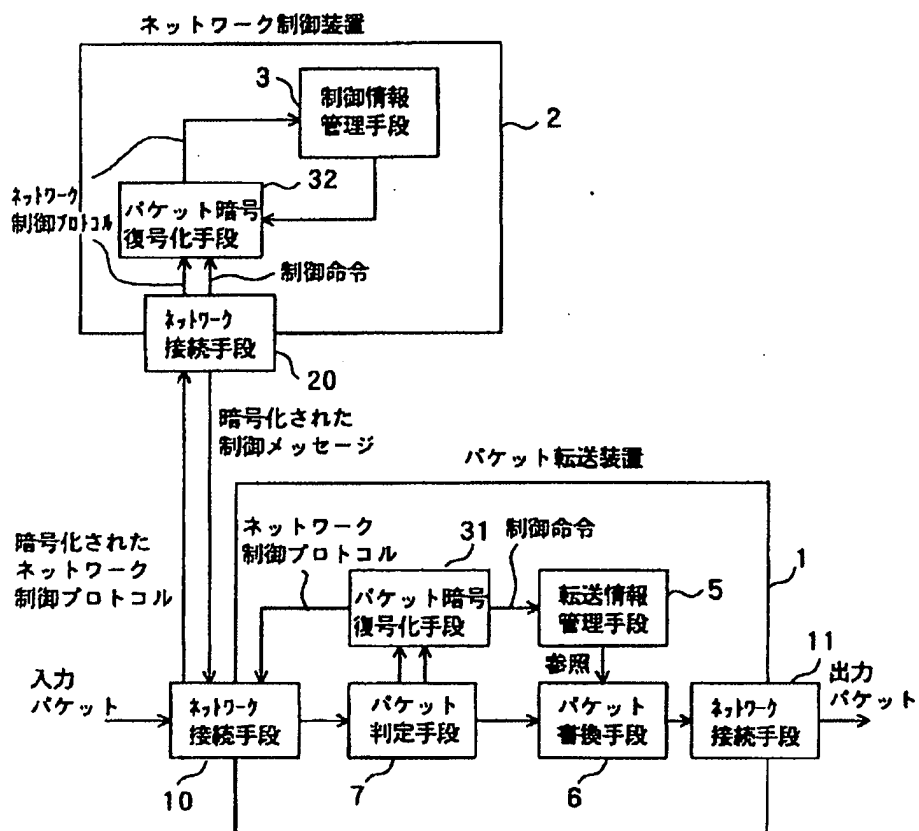 ネットワーク制御装置
3
制御情報
管理手段
2
32
ネットワーク
制御プロトコル
パケット暗号
復号化手段
制御命令
ネットワーク
接続手段
20
暗号化された
制御メッセージ
パケット転送装置
暗号化された
ネットワーク
制御プロトコル
ネットワーク
制御プロトコル
31
制御命令
1
パケット暗号
復号化手段
転送情報
管理手段
5
参照
11
入力
パケット
ネットワーク
接続手段
パケット
判定手段
パケット
書換手段
ネットワーク
接続手段
出力
パケット
10
7
6